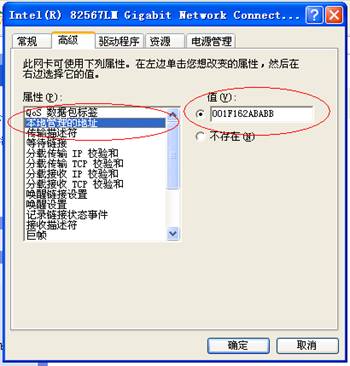 Intel(R) 82567LM Gigabit Network Connect...
常规 高级 驱动程序 资源 电源管理
此网卡可使用下列属性。在左边单击您想改变的属性，然后在
右边选择它的值。
属性(P): 值(V):
QoS 数据包标签
本地管理的地址 001F162ABABB
传输描述符
等待链接 不存在(N)
分载传输 IP 校验和
分载传输 TCP 校验和
分载接收 IP 校验和
分载接收 TCP 校验和
唤醒链接设置
唤醒设置
记录链接状态事件
接收描述符
巨帧
确定 取消